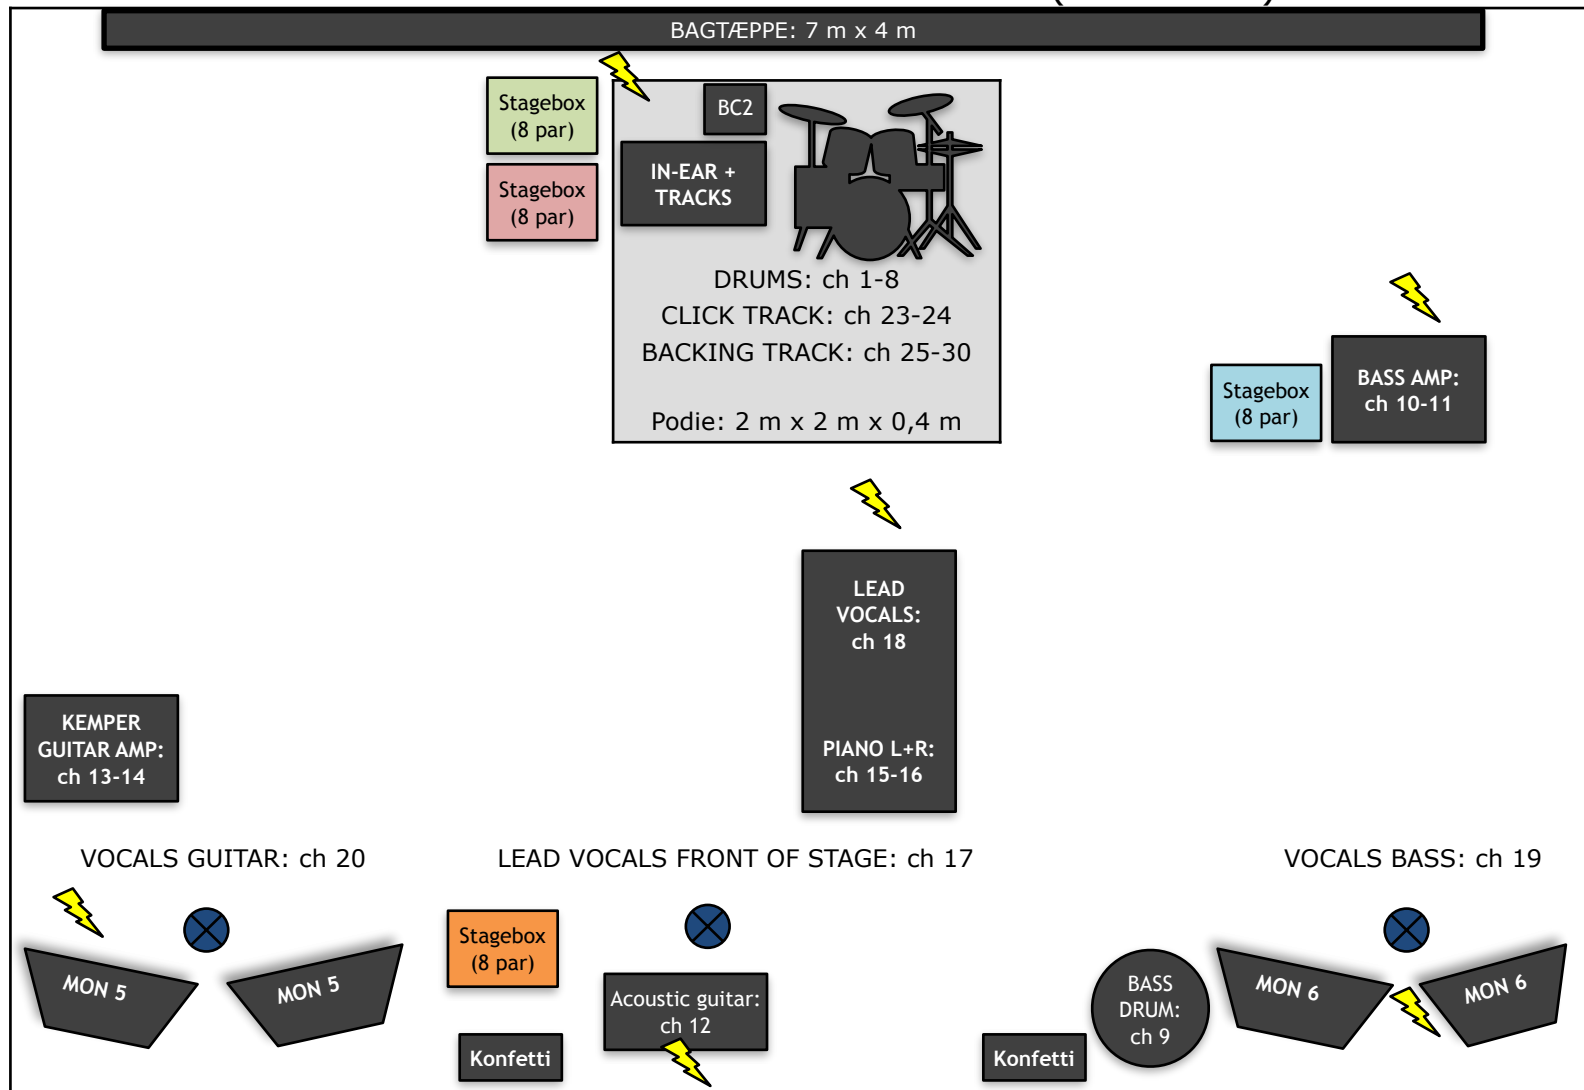 BAGTÆPPE: 7 m x 4 m
Stagebox
(8 par)
BC2
Stagebox
(8 par)
IN-EAR +
TRACKS
DRUMS: ch 1-8
CLICK TRACK: ch 23-24
BACKING TRACK: ch 25-30
Podie: 2 m x 2 m x 0,4 m
Stagebox
(8 par)
BASS AMP:
ch 10-11
LEAD
VOCALS:
ch 18
PIANO L+R:
ch 15-16
KEMPER
GUITAR AMP:
ch 13-14
VOCALS GUITAR: ch 20
LEAD VOCALS FRONT OF STAGE: ch 17
VOCALS BASS: ch 19
MON 5
MON 5
Stagebox
(8 par)
Acoustic guitar:
ch 12
Konfetti
Konfetti
BASS
DRUM:
ch 9
MON 6
MON 6